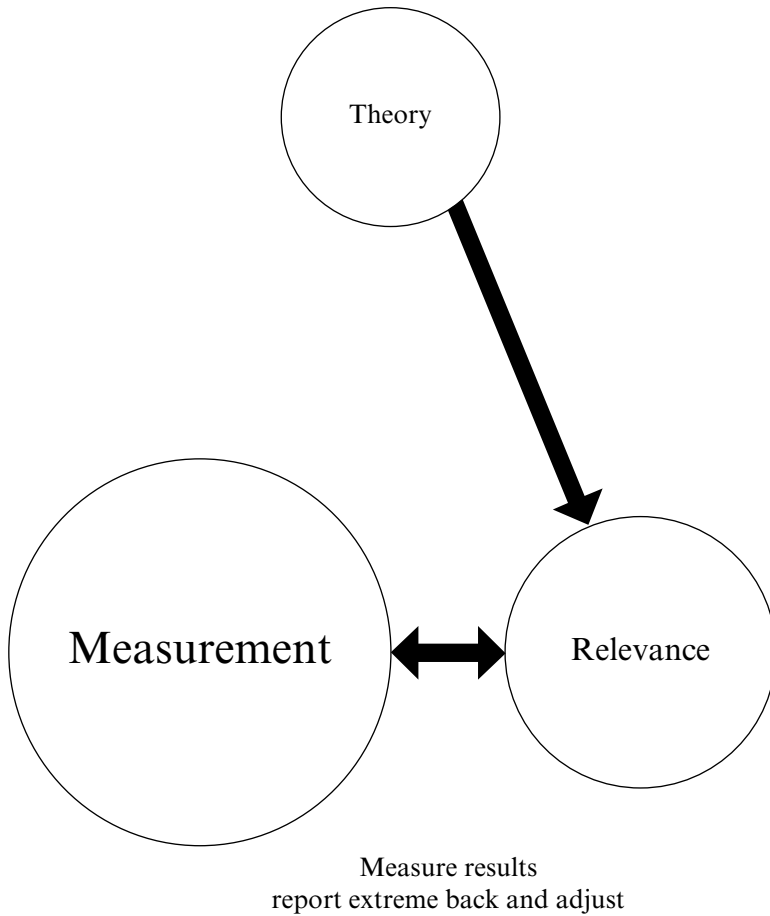 Theory
Measurement
Relevance
Measure results
report extreme back and adjust